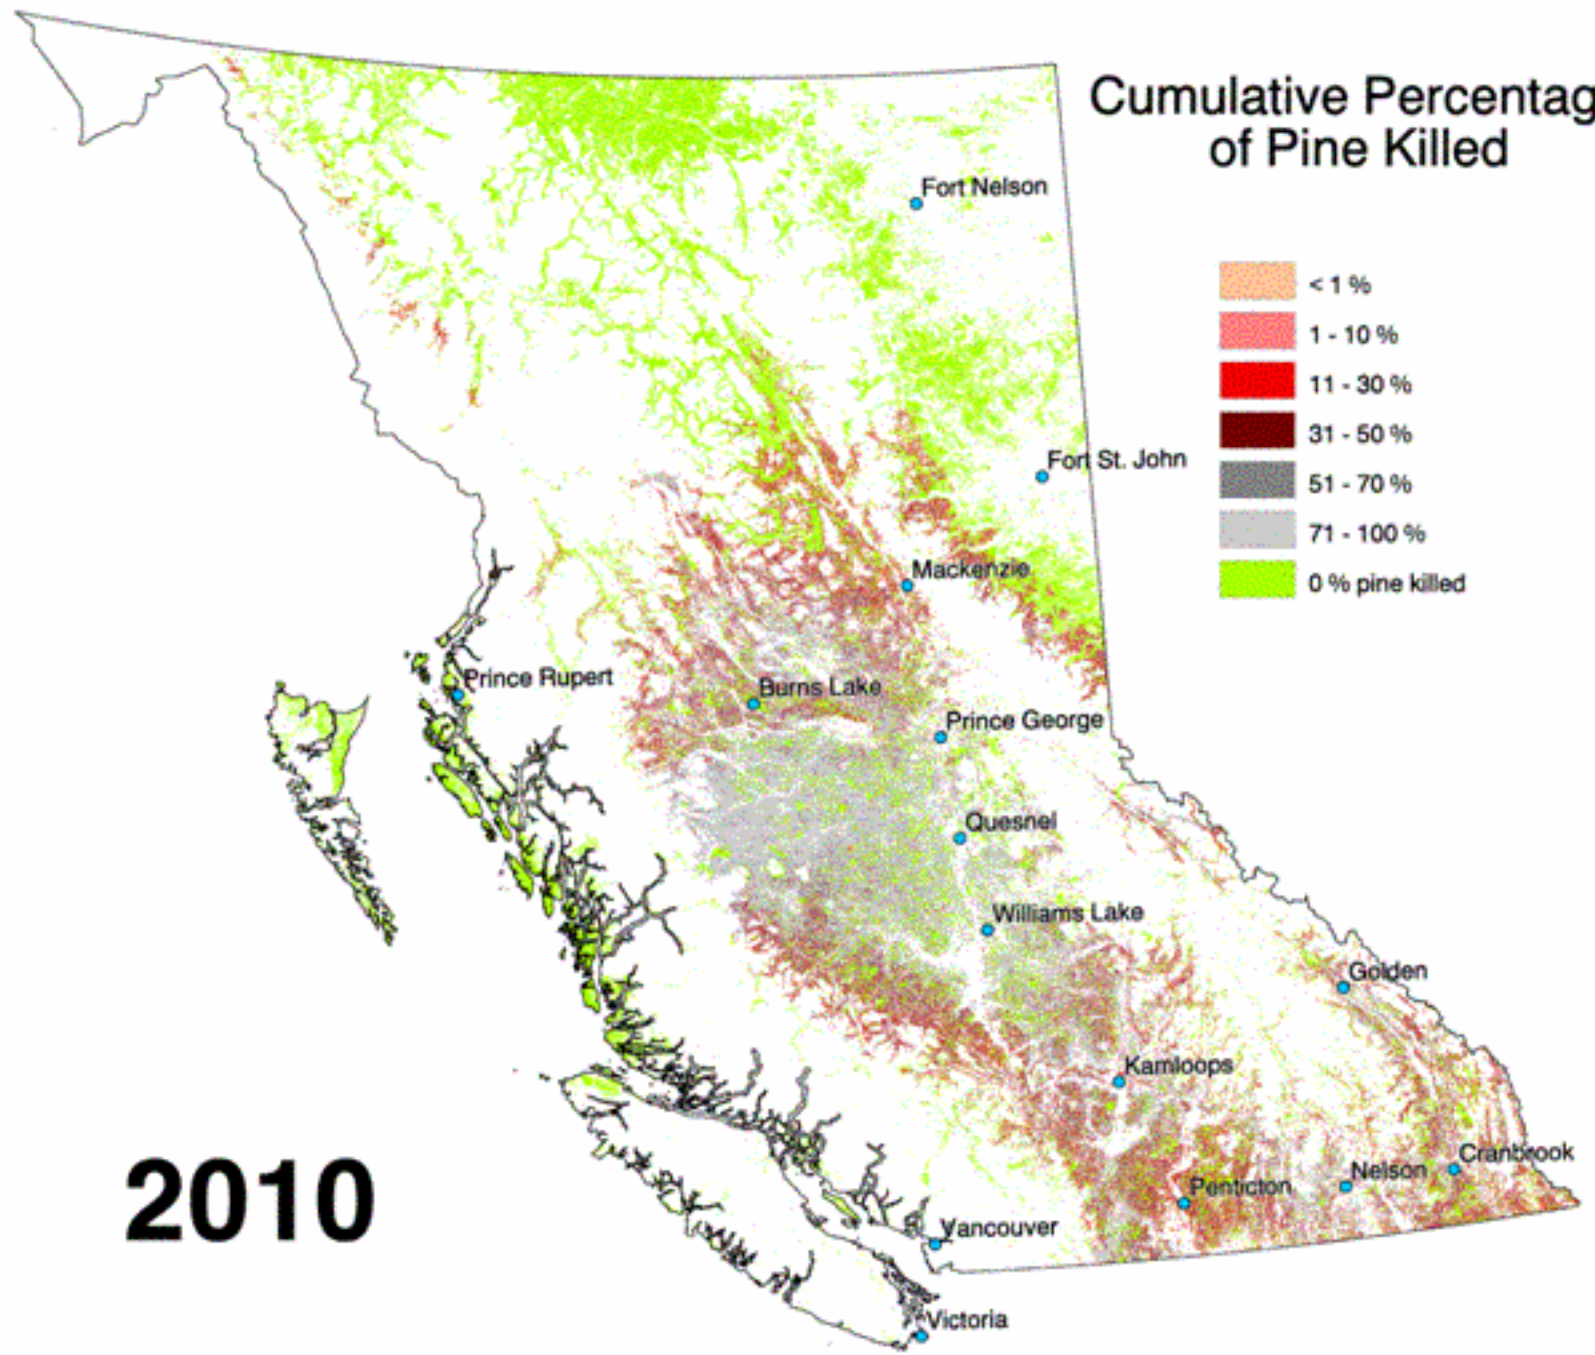 Cumulative Percentag
of Pine Killed
Fort Nelson
< 1 %
1 - 10 %
11 - 30 %
31 - 50 %
Fort St. John
51 - 70 %
71 - 100 %
Mackenzie
0 % pine killed
Prince Rupert
Burns Lake
Prince George
Quesnel
Williams Lake
Golden
Kamloops
Cranbrook
Nelson
Penticton
2010
Vancouver
Victoria